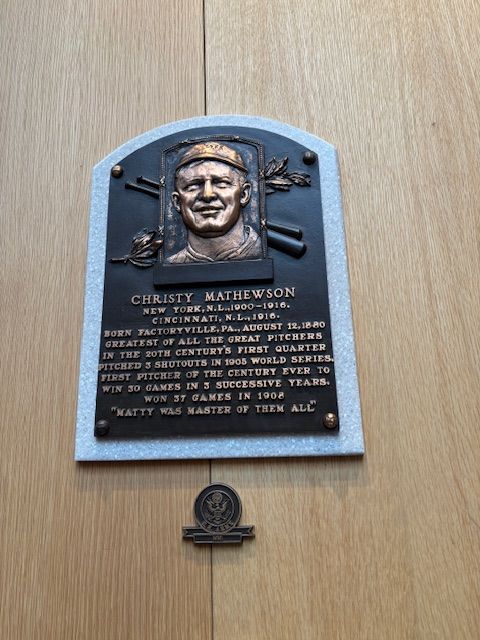 CHRISTY MATHEWSON
NEW YORK, N.L., 1900-1916.
CINCINNATI, N.L., 1916.
BORN FACTORYVILLE, PA., AUGUST 12, 1880
GREATEST OF ALL THE GREAT PITCHERS
IN THE 20TH CENTURY'S FIRST QUARTER
PITCHED 3 SHUTOUTS IN 1905 WORLD SERIES.
FIRST PITCHER OF THE CENTURY EVER TO
WIN 30 GAMES IN 3 SUCCESSIVE YEARS.
WON 37 GAMES IN 1908
"MATTY WAS MASTER OF THEM ALL"
U.S. ARMY
WWI